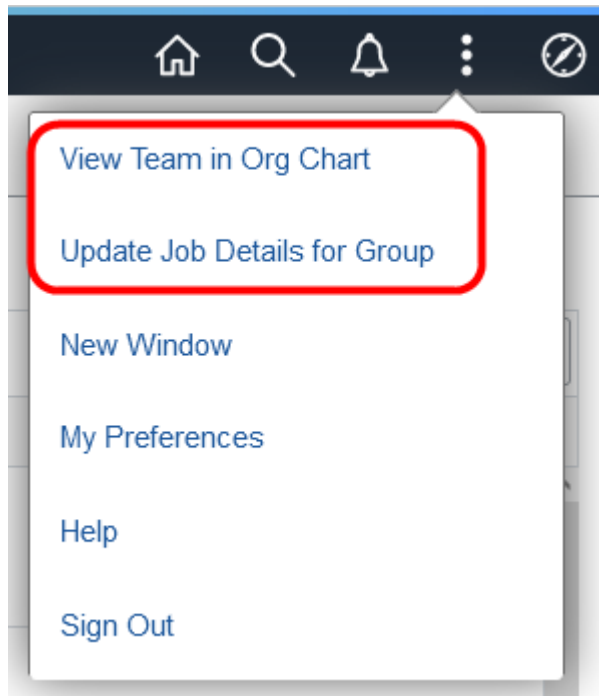 View Team in Org Chart
Update Job Details for Group
New Window
My Preferences
Help
Sign Out